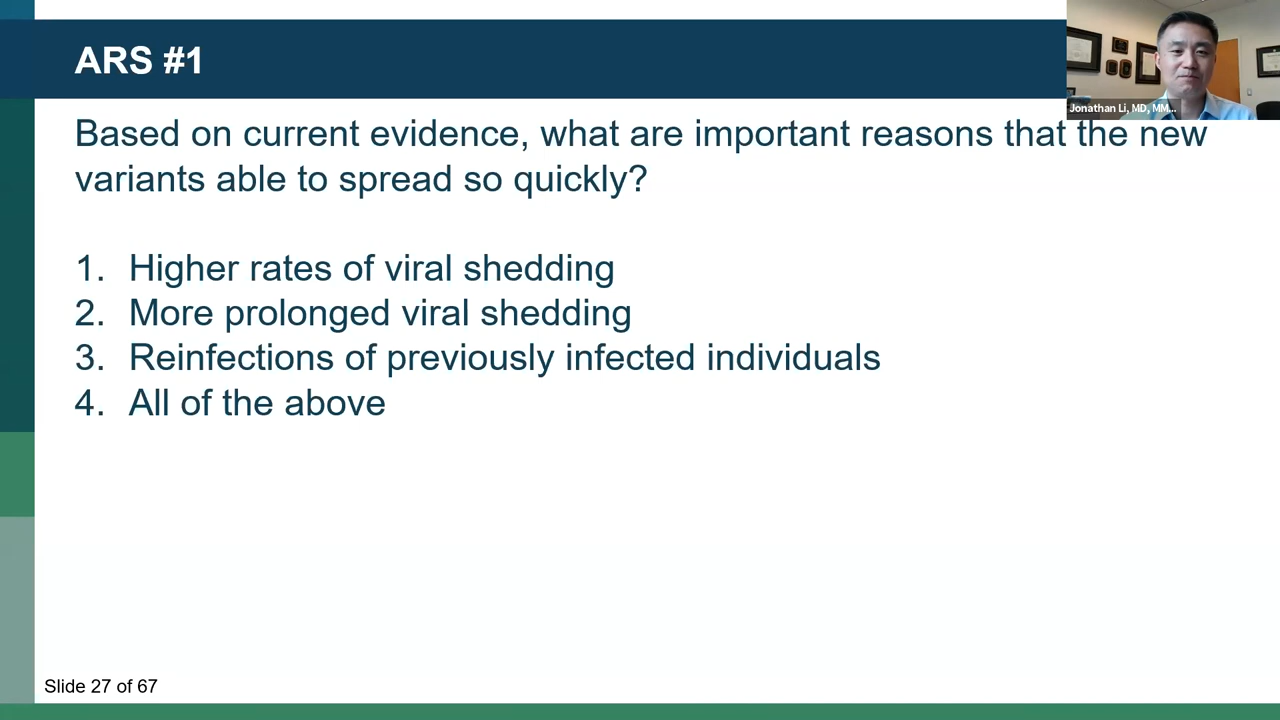 ARS #1
Jonathan Li, MD, MM...
Based on current evidence, what are important reasons that the new
variants able to spread so quickly?
1. Higher rates of viral shedding
2. More prolonged viral shedding
3. Reinfections of previously infected individuals
4. All of the above
Slide 27 of 67